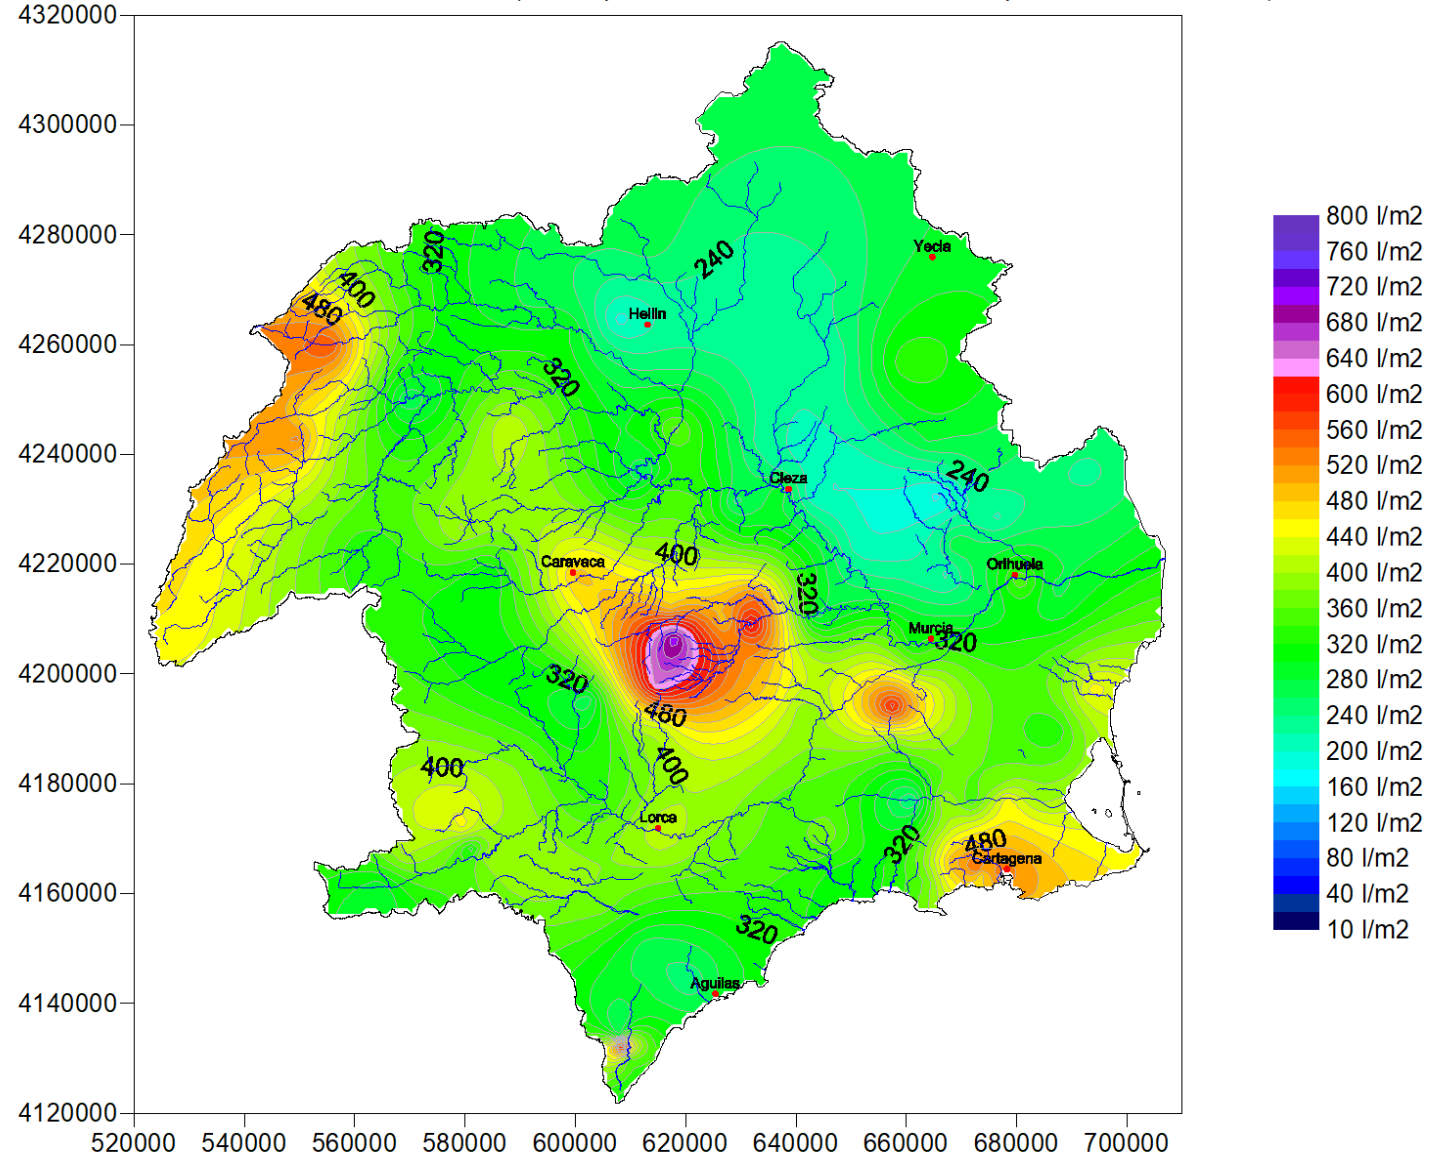 4320000
4300000
4280000
4260000
4240000
4220000
4200000
4180000
4160000
4140000
4120000
520000 540000 560000 580000 600000 620000 640000 660000 680000 700000
320
240
Yecla
400
480
Hellin
320
240
Cieza
400
Caravaca
320
Orihuela
Murcia
320
320
480
400
400
Lorca
320
480
Cartagena
320
Aguilas
800 l/m2
760 l/m2
720 l/m2
680 l/m2
640 l/m2
600 l/m2
560 l/m2
520 l/m2
480 l/m2
440 l/m2
400 l/m2
360 l/m2
320 l/m2
280 l/m2
240 l/m2
200 l/m2
160 l/m2
120 l/m2
80 l/m2
40 l/m2
10 l/m2